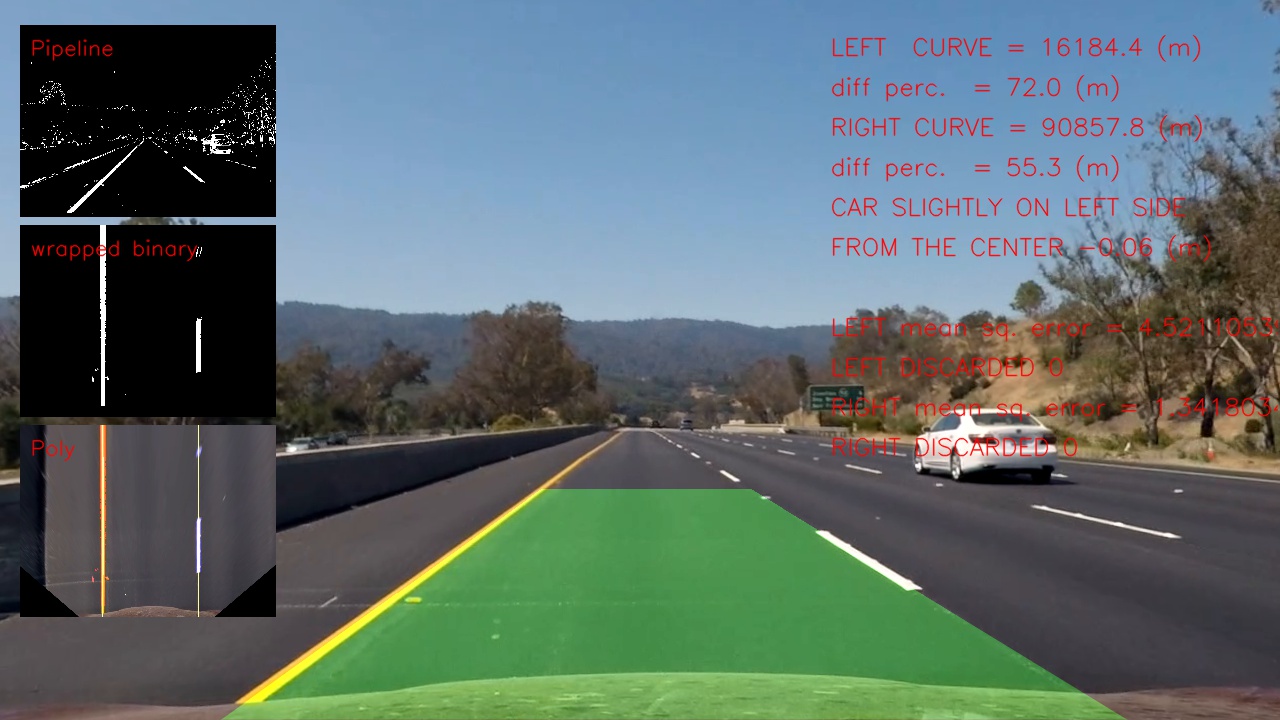 Pipeline
wrapped binary
Poly
LEFT CURVE = 16184.4 (m)
diff perc. = 72.0 (m)
RIGHT CURVE = 90857.8 (m)
diff perc. = 55.3 (m)
CAR SLIGHTLY ON LEFT SIDE
FROM THE CENTER -0.06 (m)
LEFT mean sq. error = 4.5211053
LEFT DISCARDED 0
RIGHT mean sq. error = 1.341803
RIGHT DISCARDED 0